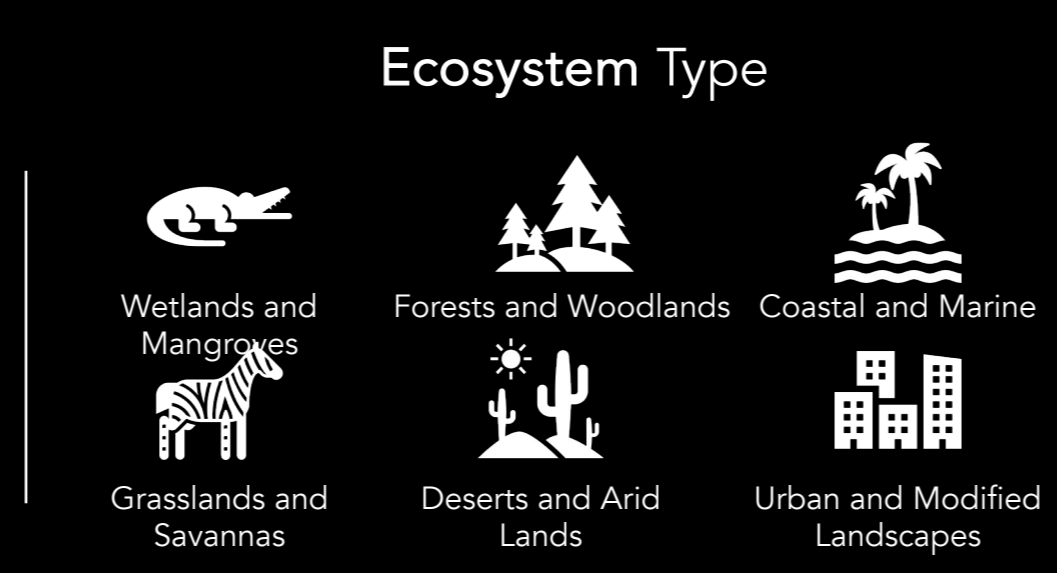 Ecosystem Type
Wetlands and
Mangroves
Forests and Woodlands
Coastal and Marine
Grasslands and
Savannas
Deserts and Arid
Lands
Urban and Modified
Landscapes